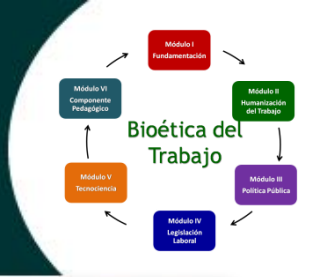 Módulo I
Fundamentación
Módulo II
Humanización
del Trabajo
Módulo III
Política Pública
Módulo IV
Legislación
Laboral
Módulo V
Tecnociencia
Módulo VI
Componente
Pedagógico
Bioética del
Trabajo